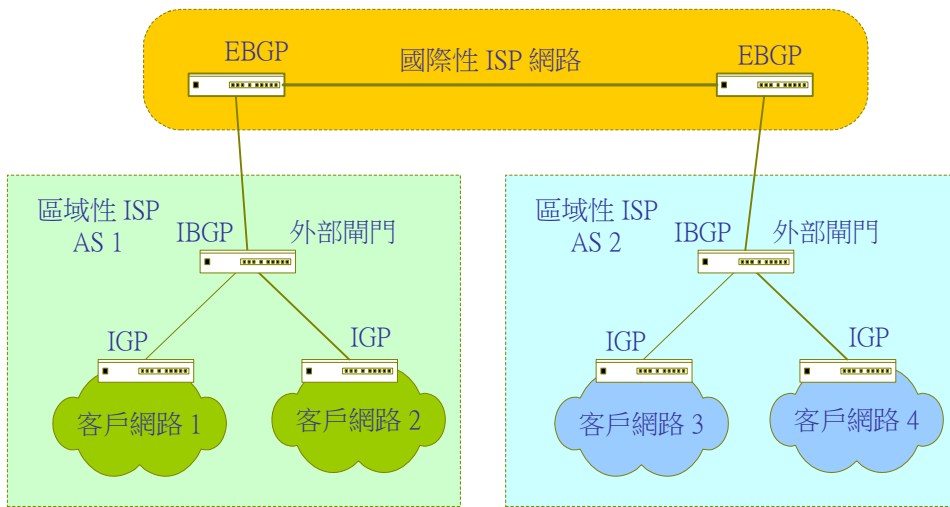 EBGP
國際性 ISP 網路
EBGP
區域性 ISP
AS 1
IBGP
外部閘門
IGP
IGP
客戶網路 1
客戶網路 2
區域性 ISP
AS 2
IBGP
外部閘門
IGP
IGP
客戶網路 3
客戶網路 4